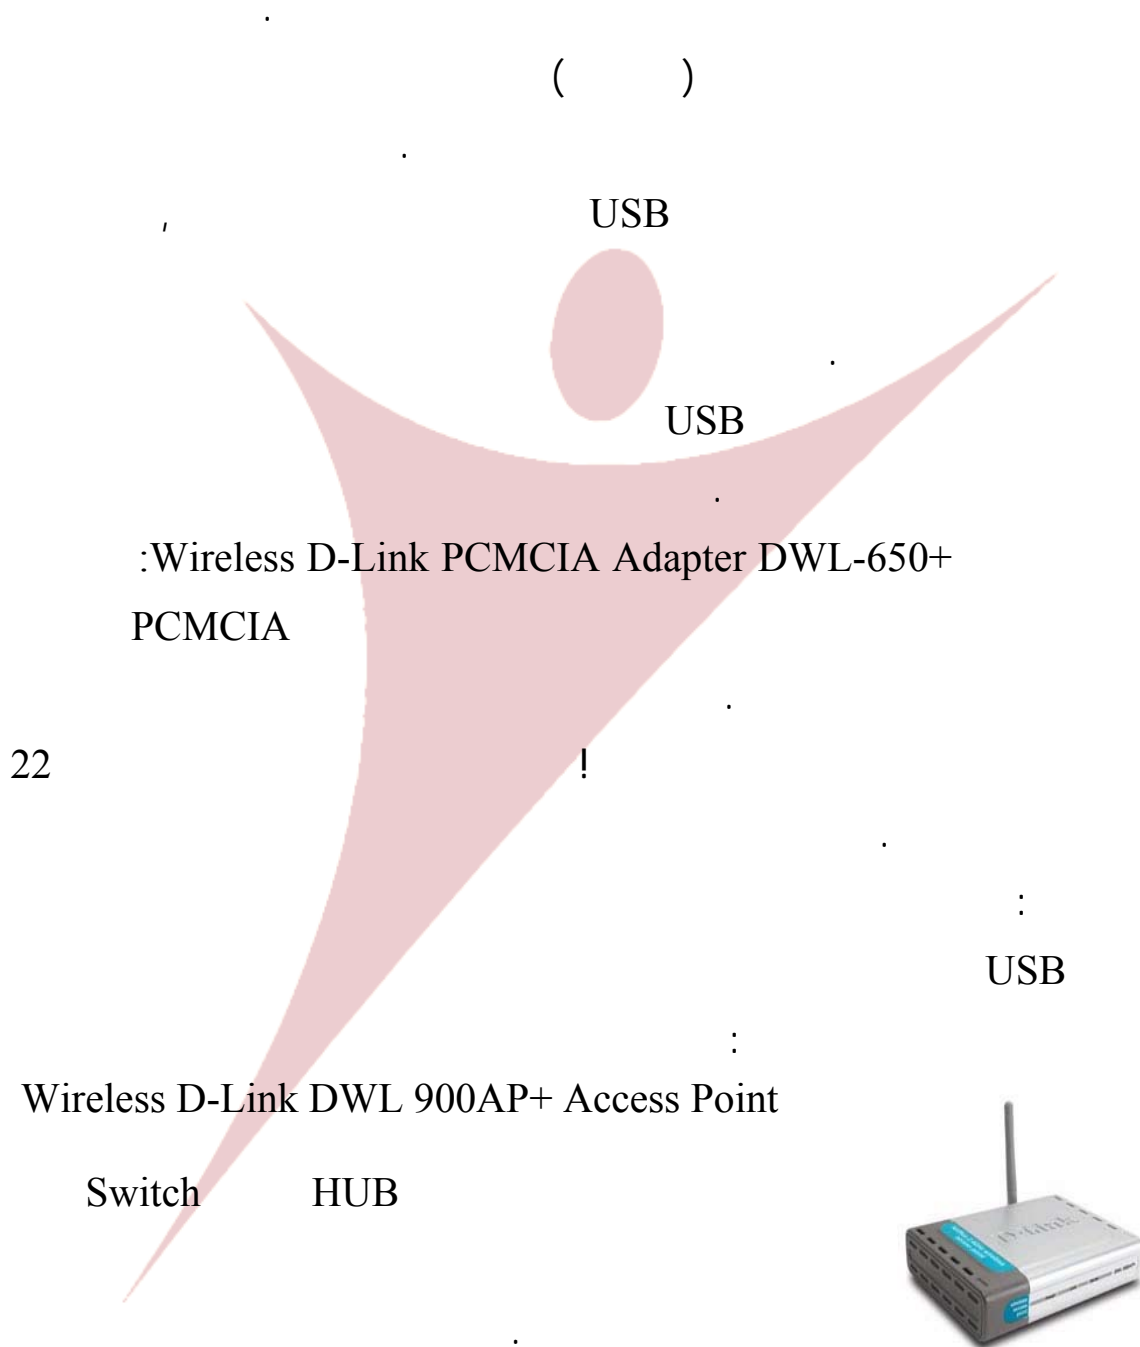 .
( )
.
USB ,
.
USB
.
:Wireless D-Link PCMCIA Adapter DWL-650+
PCMCIA
.
22 !
.
:
USB
:
Wireless D-Link DWL 900AP+ Access Point
Switch HUB
D-Link
.